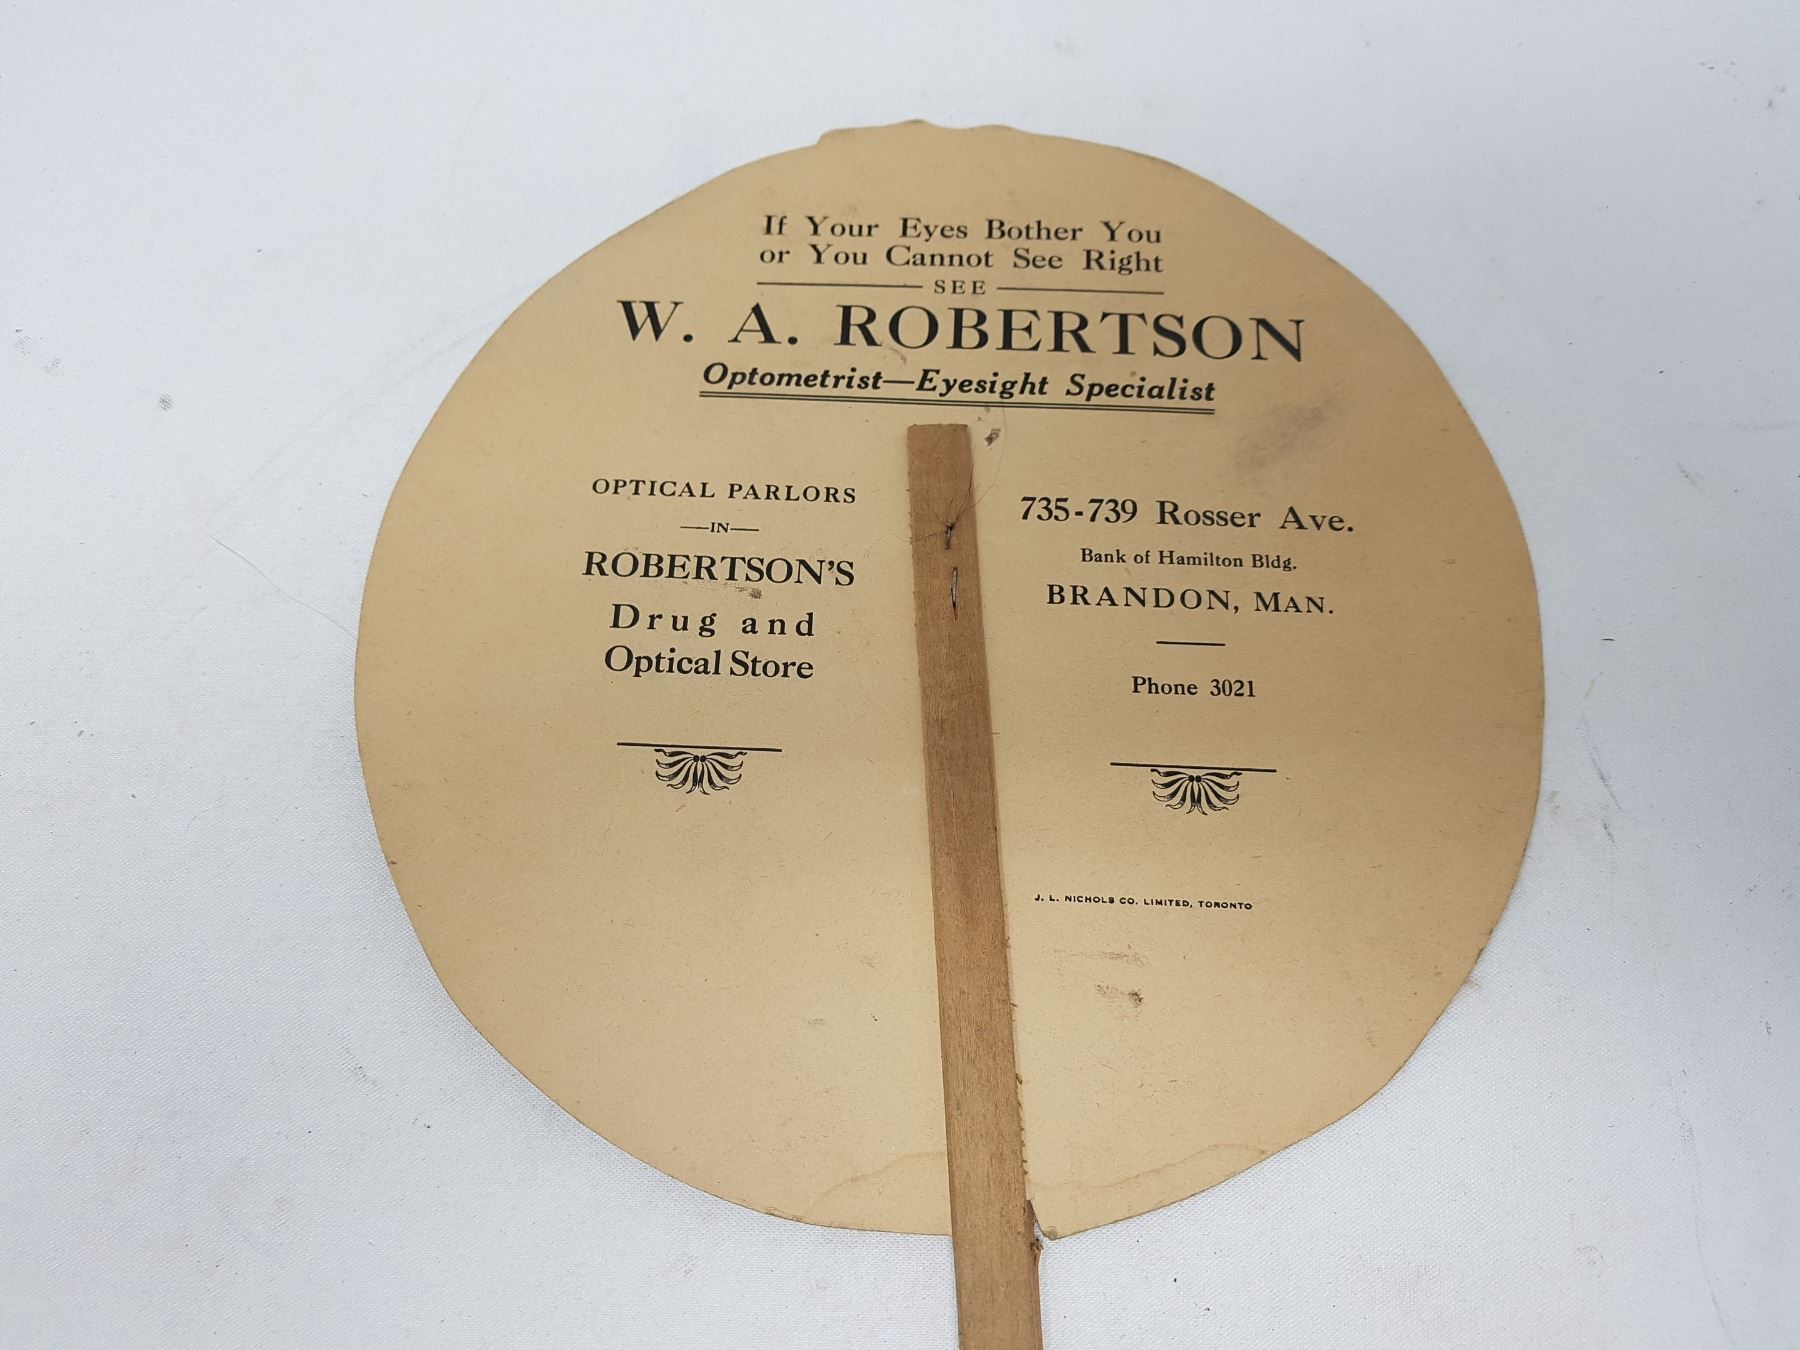 If Your Eyes Bother You
or You Cannot See Right
SEE
W. A. ROBERTSON
Optometrist—Eyesight Specialist
OPTICAL PARLORS
—IN—
ROBERTSON'S
Drug and
Optical Store
735-739 Rosser Ave.
Bank of Hamilton Bldg.
BRANDON, MAN.
Phone 3021
J. L. NICHOLS CO. LIMITED, TORONTO